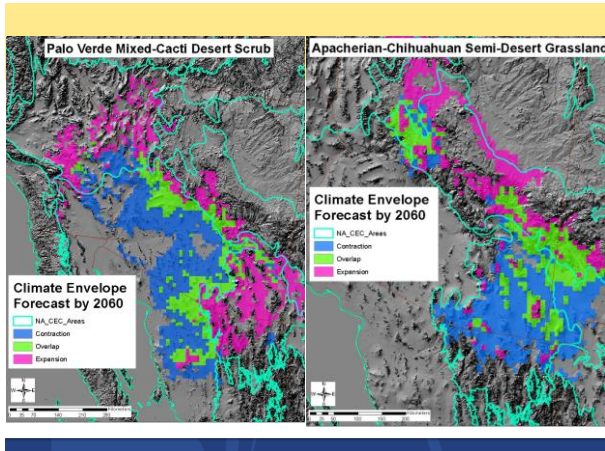 Palo Verde Mixed-Cacti Desert Scrub
Climate Envelope
Forecast by 2060
NA_CEC_Areas
Contraction
Overlap
Expansion
Apacherian-Chihuahuan Semi-Desert Grassland
Climate Envelope
Forecast by 2060
NA_CEC_Areas
Contraction
Overlap
Expansion